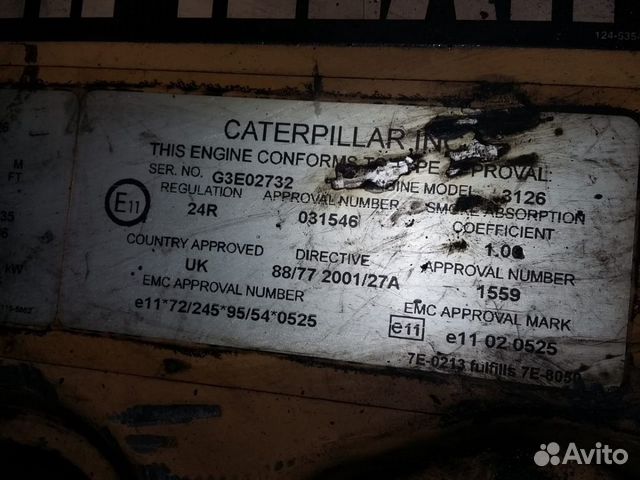 124-535
CATERPILLAR INC
THIS ENGINE CONFORMS APPROVAL:
SER. NO. G3E02732 ENGINE MODEL 3126
REGULATION APPROVAL NUMBER SMOKE ABSORPTION
24R 031546 COEFFICIENT
E11
1.00
COUNTRY APPROVED DIRECTIVE APPROVAL NUMBER
UK 88/77 2001/27A 1559
EMC APPROVAL NUMBER EMC APPROVAL MARK
e11*72/245*95/54*0525 e11 e11 02 0525
7E-0213 fulfills 7E-8050
M
FT
35
KW
Avito